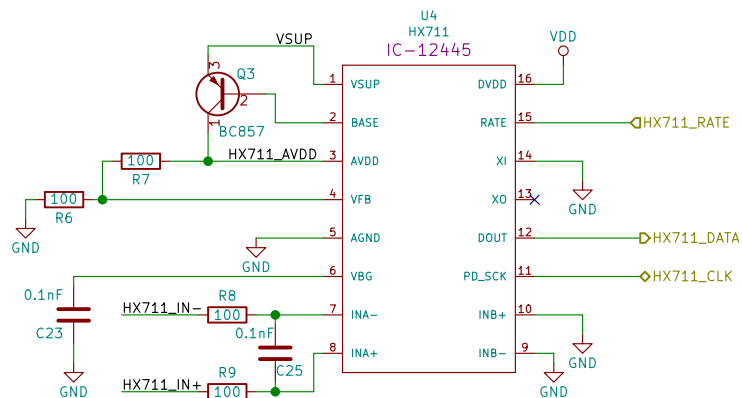 U4
HX711
IC-12445
VSUP
VDD
3
Q3
2
1
BC857
1 VSUP DVDD 16
2 BASE RATE 15 HX711_RATE
HX711_AVDD 3 AVDD XI 14
100
R7
4 VFB XO 13
100
R6
GND
GND
5 AGND DOUT 12 HX711_DATA
GND
6 VBG PD_SCK 11 HX711_CLK
0.1nF
C23
R8
HX711_IN- 100 7 INA- INB+ 10
0.1nF
GND
8 INA+ INB- 9
C25
R9
GND
GND
HX711_IN+ 100